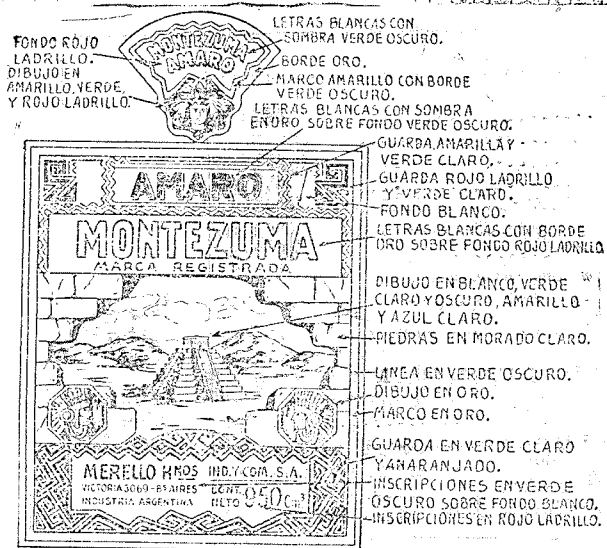 LETRAS BLANCAS CON
SOMBRA VERDE OSCURO.
FONDO ROJO
LADRILLO.
DIBUJO EN
AMARILLO, VERDE,
Y ROJO LADRILLO.
MONTEZUMA
AMARO
BORDE ORO.
MARCO AMARILLO CON BORDE
VERDE OSCURO.
LETRAS BLANCAS CON SOMBRA
EN ORO SOBRE FONDO VERDE OSCURO.
GUARDA AMARILLA Y
VERDE CLARO.
GUARDA ROJO LADRILLO
Y VERDE CLARO.
FONDO BLANCO.
LETRAS BLANCAS CON BORDE
ORO SOBRE FONDO ROJO LADRILLO
AMARO
MONTEZUMA
MARCA REGISTRADA
DIBUJO EN BLANCO, VERDE
CLARO Y OSCURO, AMARILLO
Y AZUL CLARO.
PIEDRAS EN MORADO CLARO.
LINEA EN VERDE OSCURO.
DIBUJO EN ORO.
MARCO EN ORO.
GUARDA EN VERDE CLARO
Y ANARANJADO.
INSCRIPCIONES EN VERDE
OSCURO SOBRE FONDO BLANCO.
INSCRIPCIONES EN ROJO LADRILLO.
MERELLO HNOS IND. Y COM. S.A.
VICTORIA 3069 - BS AIRES
INDUSTRIA ARGENTINA
CONT. NETO 950 Cm³